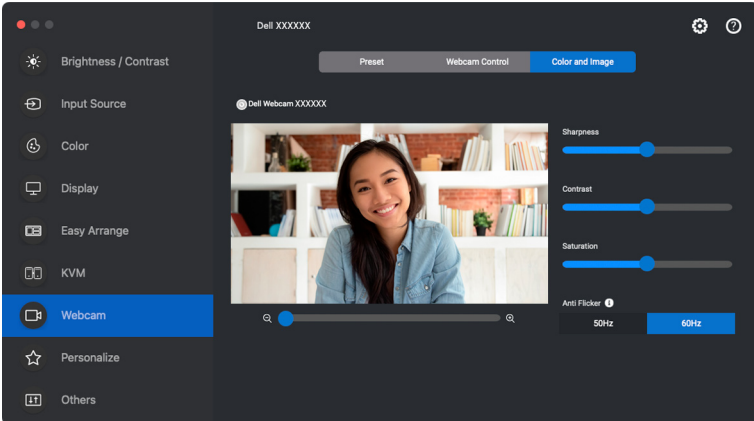 Dell XXXXXX
Brightness / Contrast
Input Source
Color
Display
Easy Arrange
KVM
Webcam
Personalize
Others
Preset
Webcam Control
Color and Image
Dell Webcam XXXXXX
Sharpness
Contrast
Saturation
Anti Flicker
50Hz
60Hz